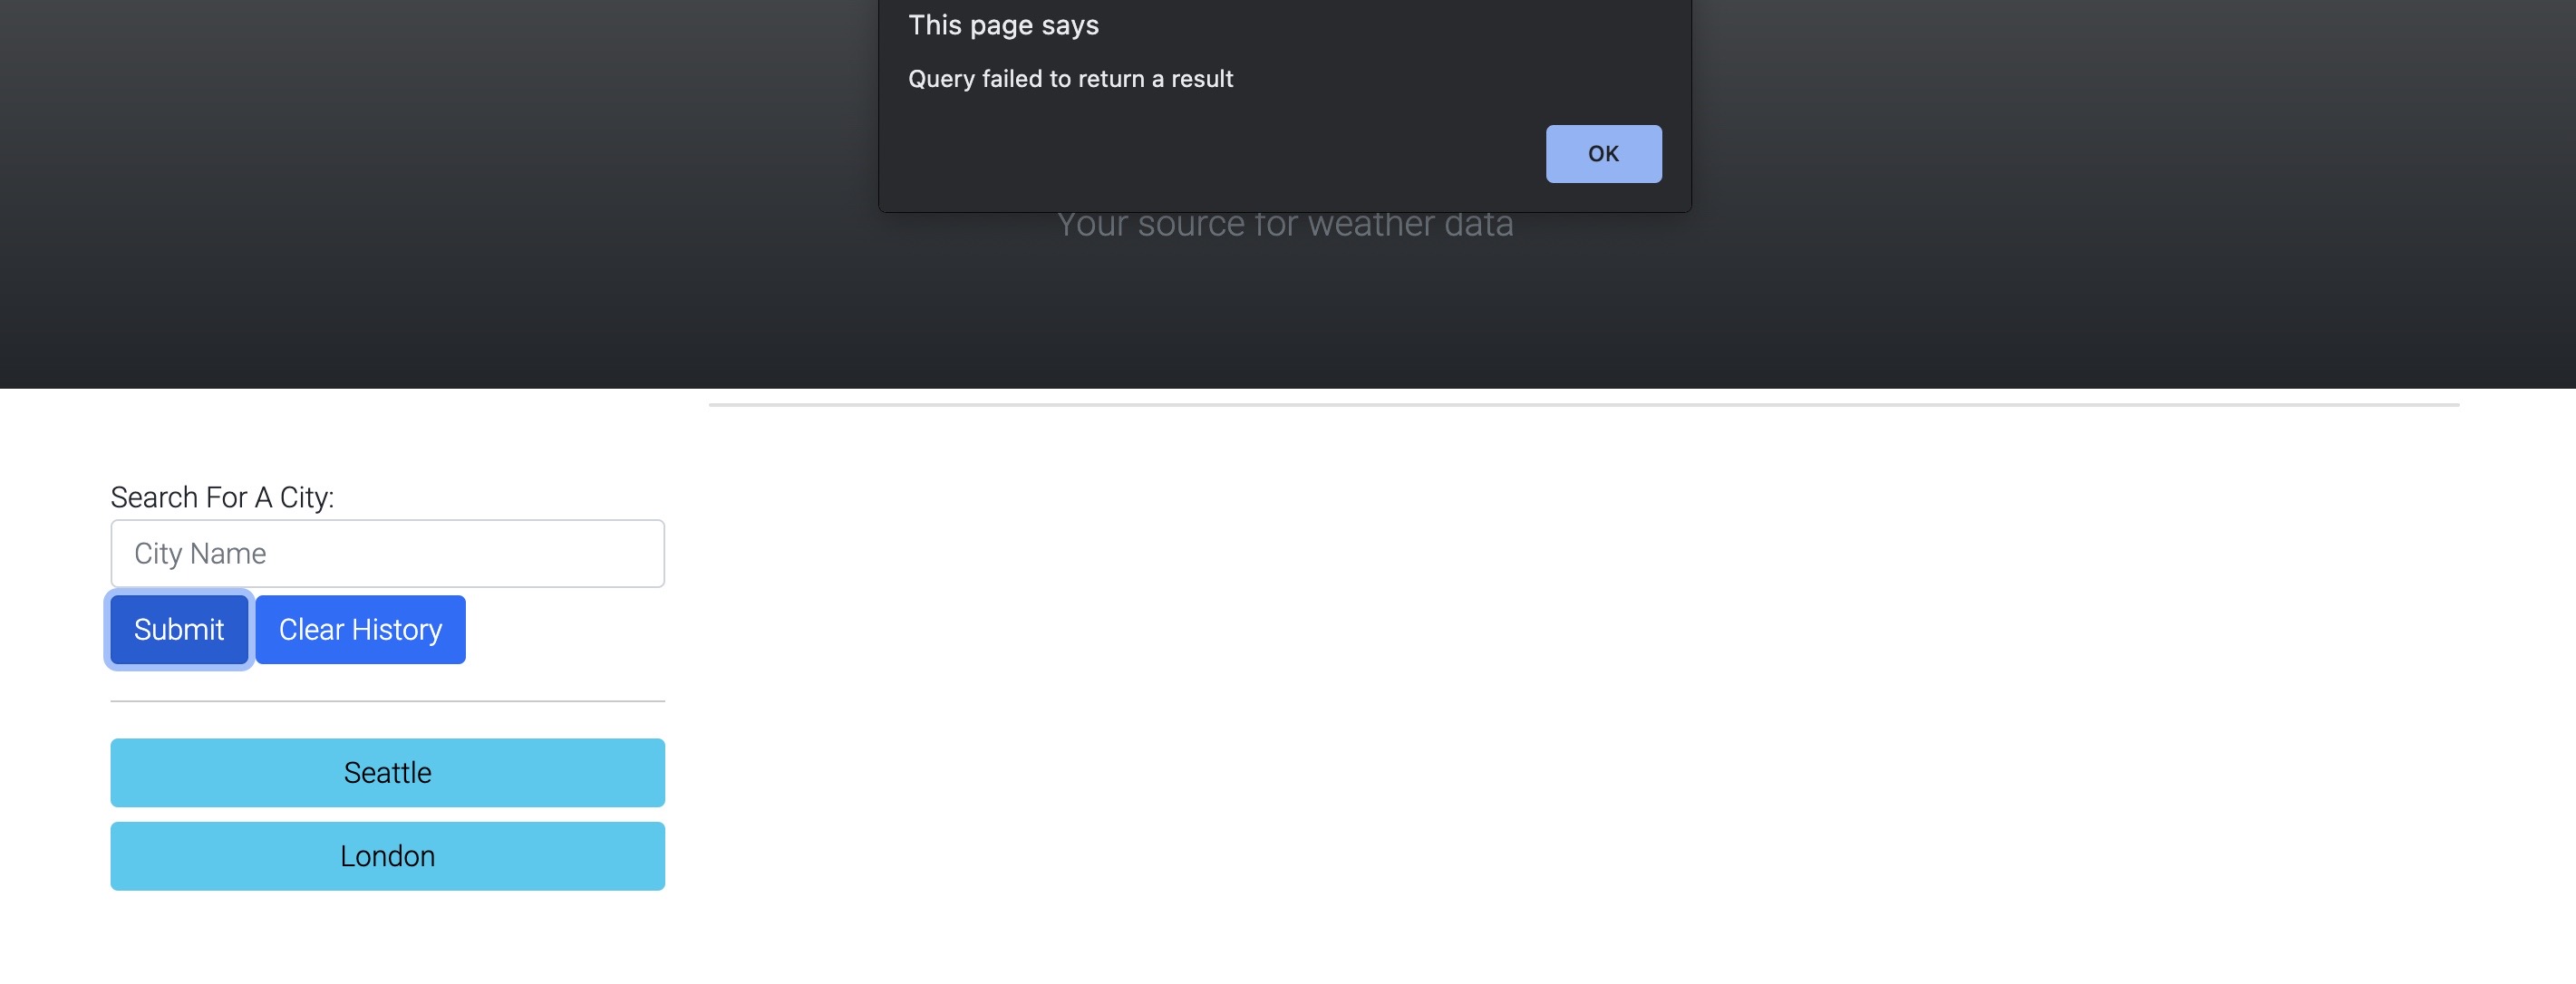 This page says
Query failed to return a result
OK
Your source for weather data
Search For A City:
City Name
Submit Clear History
Seattle
London